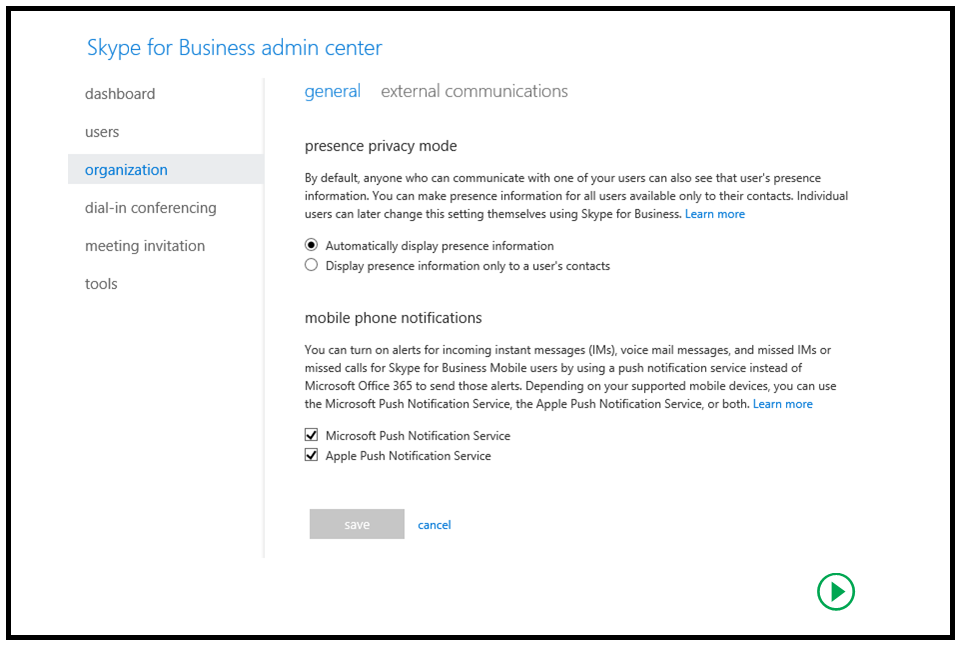 Skype for Business admin center
dashboard
users
organization
dial-in conferencing
meeting invitation
tools
general external communications
presence privacy mode
By default, anyone who can communicate with one of your users can also see that user's presence
information. You can make presence information for all users available only to their contacts. Individual
users can later change this setting themselves using Skype for Business. Learn more
Automatically display presence information
Display presence information only to a user's contacts
mobile phone notifications
You can turn on alerts for incoming instant messages (IMs), voice mail messages, and missed IMs or
missed calls for Skype for Business Mobile users by using a push notification service instead of
Microsoft Office 365 to send those alerts. Depending on your supported mobile devices, you can use
the Microsoft Push Notification Service, the Apple Push Notification Service, or both. Learn more
Microsoft Push Notification Service
Apple Push Notification Service
save cancel